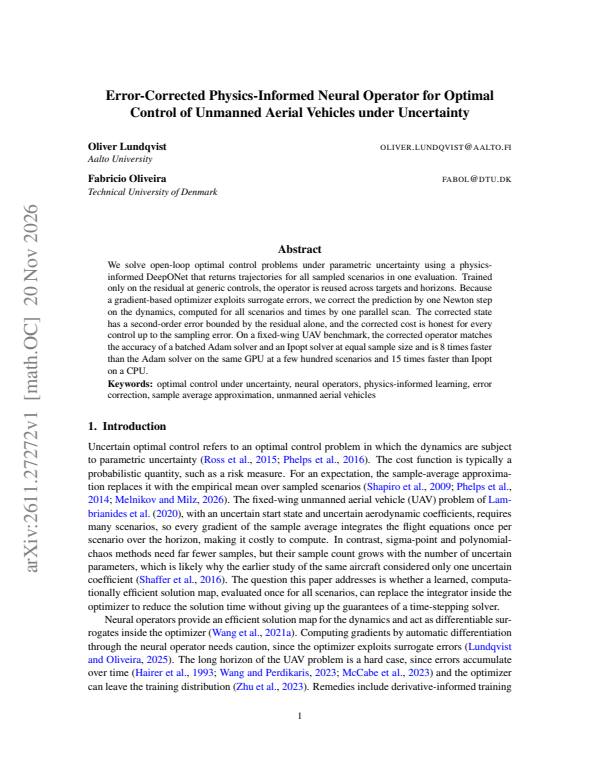 Error-Corrected Physics-Informed Neural Operator for Optimal
Control of Unmanned Aerial Vehicles under Uncertainty
Oliver Lundqvist OLIVER.LUNDQVIST@AALTO.FI
Aalto University
Fabricio Oliveira FABOL@DTU.DK
Technical University of Denmark
arXiv:2611.27272v1 [math.OC] 20 Nov 2026
Abstract
We solve open-loop optimal control problems under parametric uncertainty using a physics-
informed DeepONet that returns trajectories for all sampled scenarios in one evaluation. Trained
only on the residual at generic controls, the operator is reused across targets and horizons. Because
a gradient-based optimizer exploits surrogate errors, we correct the prediction by one Newton step
on the dynamics, computed for all scenarios and times by one parallel scan. The corrected state
has a second-order error bounded by the residual alone, and the corrected cost is honest for every
control up to the sampling error. On a fixed-wing UAV benchmark, the corrected operator matches
the accuracy of a batched Adam solver and an Ipopt solver at equal sample size and is 8 times faster
than the Adam solver on the same GPU at a few hundred scenarios and 15 times faster than Ipopt
on a CPU.
Keywords: optimal control under uncertainty, neural operators, physics-informed learning, error
correction, sample average approximation, unmanned aerial vehicles
1. Introduction
Uncertain optimal control refers to an optimal control problem in which the dynamics are subject
to parametric uncertainty (Ross et al., 2015; Phelps et al., 2016). The cost function is typically a
probabilistic quantity, such as a risk measure. For an expectation, the sample-average approxima-
tion replaces it with the empirical mean over sampled scenarios (Shapiro et al., 2009; Phelps et al.,
2014; Melnikov and Milz, 2026). The fixed-wing unmanned aerial vehicle (UAV) problem of Lam-
brianides et al. (2020), with an uncertain start state and uncertain aerodynamic coefficients, requires
many scenarios, so every gradient of the sample average integrates the flight equations once per
scenario over the horizon, making it costly to compute. In contrast, sigma-point and polynomial-
chaos methods need far fewer samples, but their sample count grows with the number of uncertain
parameters, which is likely why the earlier study of the same aircraft considered only one uncertain
coefficient (Shaffer et al., 2016). The question this paper addresses is whether a learned, computa-
tionally efficient solution map, evaluated once for all scenarios, can replace the integrator inside the
optimizer to reduce the solution time without giving up the guarantees of a time-stepping solver.
Neural operators provide an efficient solution map for the dynamics and act as differentiable sur-
rogates inside the optimizer (Wang et al., 2021a). Computing gradients by automatic differentiation
through the neural operator needs caution, since the optimizer exploits surrogate errors (Lundqvist
and Oliveira, 2025). The long horizon of the UAV problem is a hard case, since errors accumulate
over time (Hairer et al., 1993; Wang and Perdikaris, 2023; McCabe et al., 2023) and the optimizer
can leave the training distribution (Zhu et al., 2023). Remedies include derivative-informed training
1